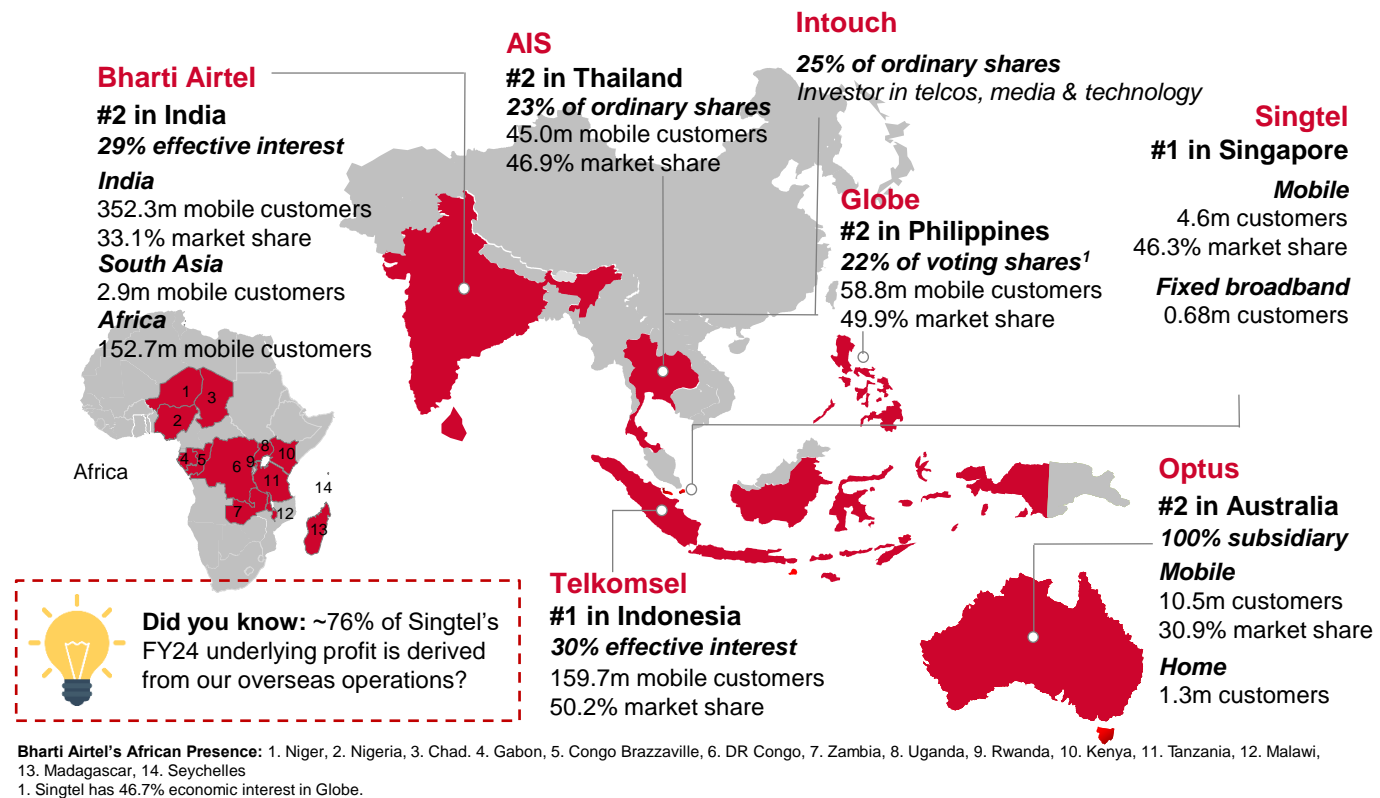 Bharti Airtel
#2 in India
29% effective interest
India
352.3m mobile customers
33.1% market share
South Asia
2.9m mobile customers
Africa
152.7m mobile customers
AIS
#2 in Thailand
23% of ordinary shares
45.0m mobile customers
46.9% market share
Intouch
25% of ordinary shares
Investor in telcos, media & technology
Singtel
#1 in Singapore
Mobile
4.6m customers
46.3% market share
Fixed broadband
0.68m customers
Globe
#2 in Philippines
22% of voting shares1
58.8m mobile customers
49.9% market share
Africa
1
2
3
4
5
6
7
8
9
10
11
12
13
14
Optus
#2 in Australia
100% subsidiary
Mobile
10.5m customers
30.9% market share
Home
1.3m customers
Telkomsel
#1 in Indonesia
30% effective interest
159.7m mobile customers
50.2% market share
Did you know: ~76% of Singtel’s
FY24 underlying profit is derived
from our overseas operations?
Bharti Airtel’s African Presence: 1. Niger, 2. Nigeria, 3. Chad. 4. Gabon, 5. Congo Brazzaville, 6. DR Congo, 7. Zambia, 8. Uganda, 9. Rwanda, 10. Kenya, 11. Tanzania, 12. Malawi,
13. Madagascar, 14. Seychelles
1. Singtel has 46.7% economic interest in Globe.